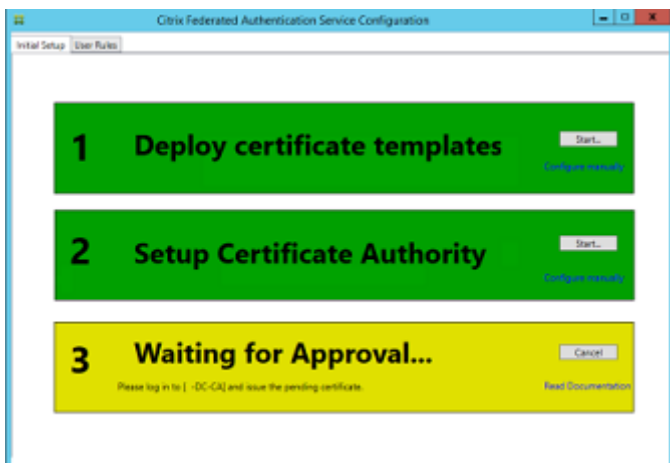 Citrix Federated Authentication Service Configuration
Initial Setup User Rules
1 Deploy certificate templates
Start...
Configure manually
2 Setup Certificate Authority
Start...
Configure manually
3 Waiting for Approval...
Cancel
Please log in to [ -DC-CA] and issue the pending certificate.
Read Documentation